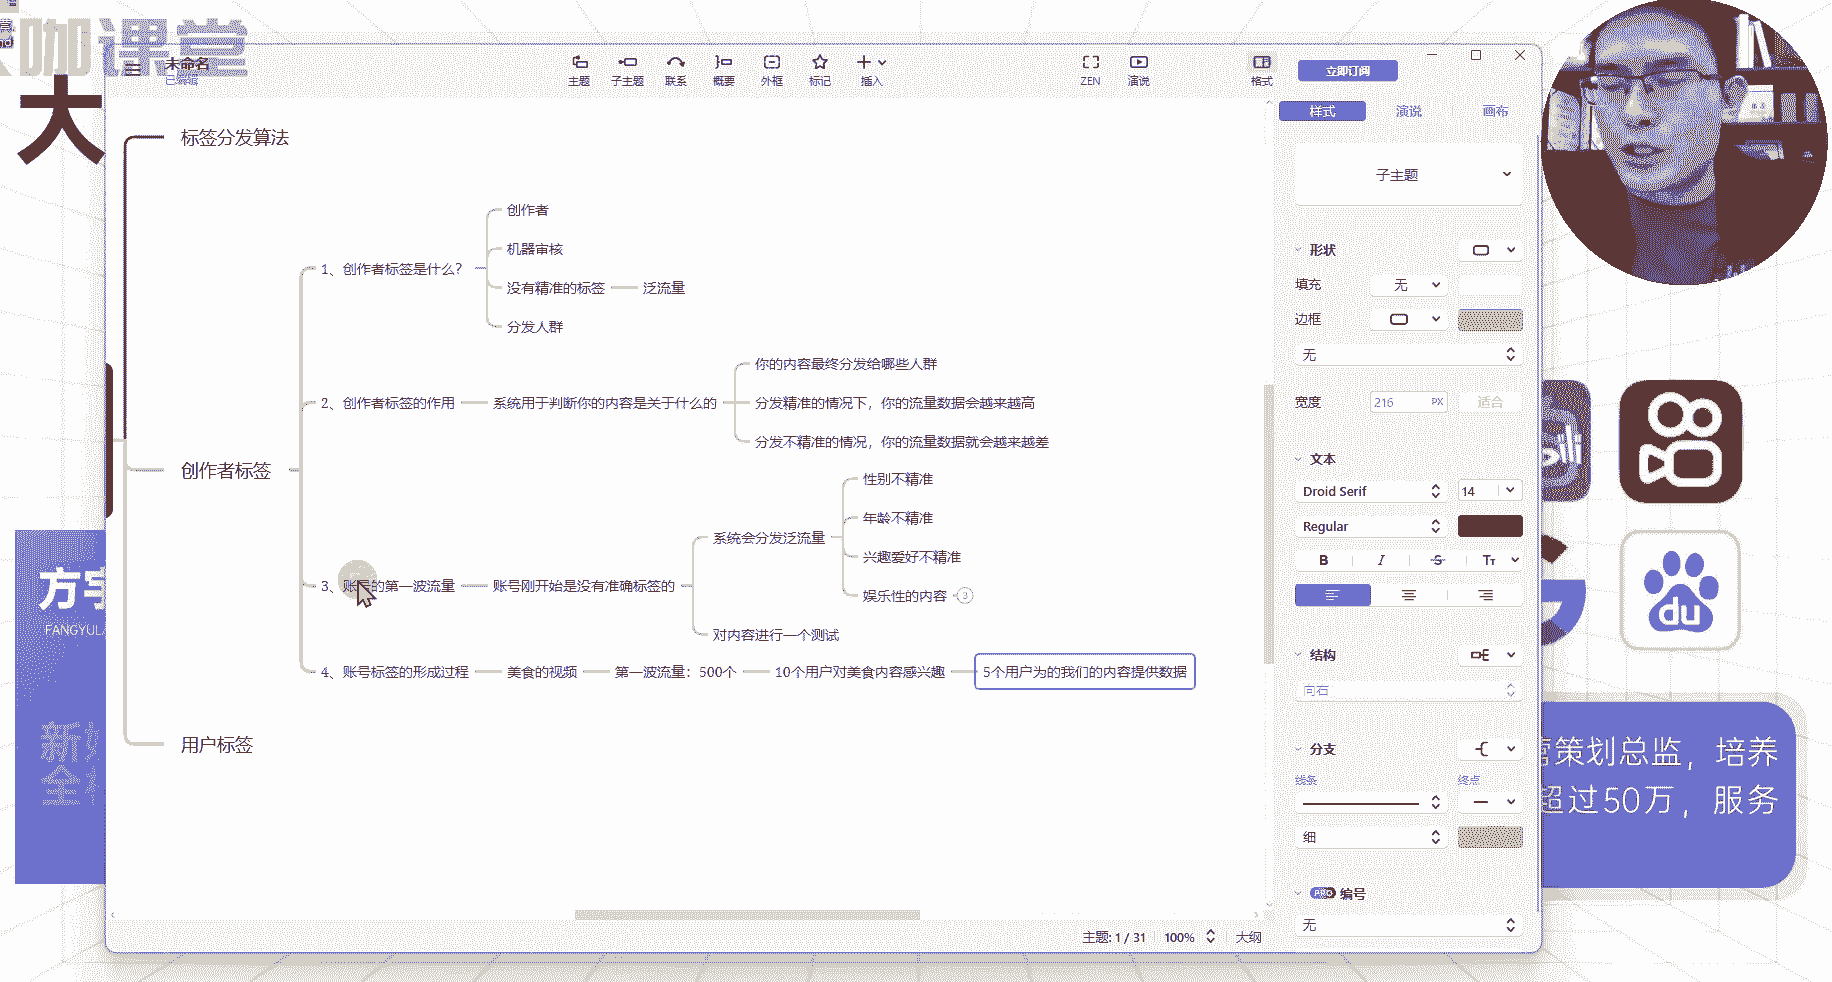 咖课堂
大
未命名
已编辑
主题
子主题
联系
概要
外框
标记
插入
ZEN
演说
格式
立即订阅
样式
演说
画布
标签分发算法
创作者标签
1、创作者标签是什么？
创作者
机器审核
没有精准的标签
泛流量
分发人群
2、创作者标签的作用
系统用于判断你的内容是关于什么的
你的内容最终分发给哪些人群
分发精准的情况下，你的流量数据会越来越高
分发不精准的情况，你的流量数据就会越来越差
3、账号的第一波流量
账号刚开始是没有准确标签的
系统会分发泛流量
性别不精准
年龄不精准
兴趣爱好不精准
娱乐性的内容
3
对内容进行一个测试
4、账号标签的形成过程
美食的视频
第一波流量：500个
10个用户对美食内容感兴趣
5个用户为的我们的内容提供数据
用户标签
子主题
形状
填充
无
边框
无
宽度
216
PX
适合
文本
Droid Serif
14
Regular
B
I
S
Tт
结构
向右
分支
线条
终点
细
PRO
编号
无
主题: 1 / 31
100%
大纲
方宇
FANGYUL
新
全
du
营策划总监，培养
超过50万，服务